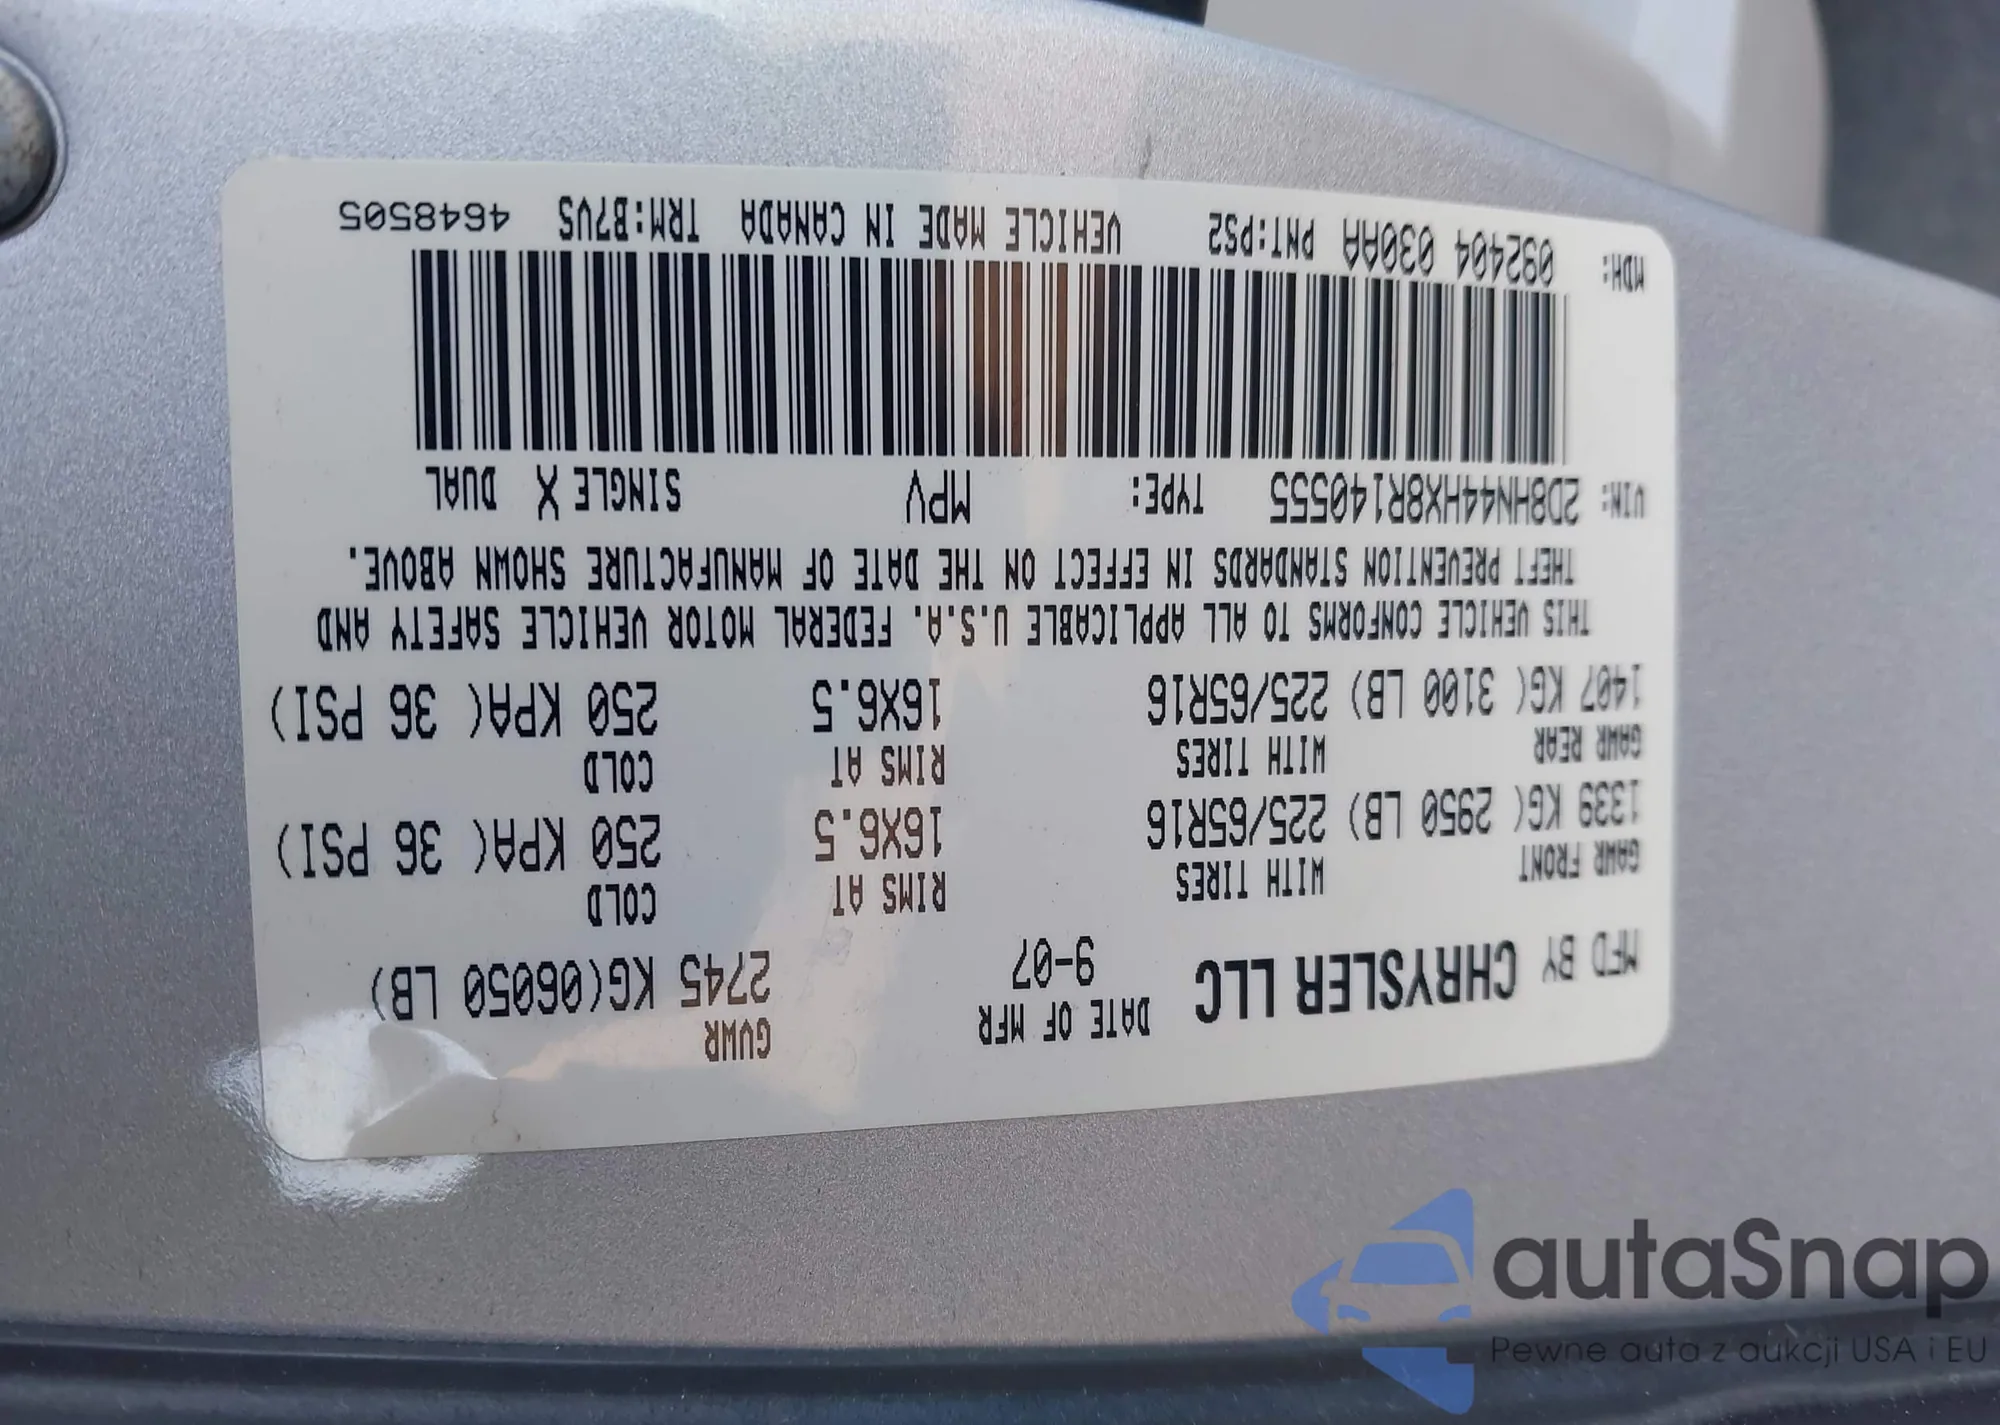 MFD BY CHRYSLER LLC DATE OF MFR 9-07 GVWR 2745 KG(06050 LB)
GAWR FRONT WITH TIRES RIMS AT COLD
1339 KG( 2950 LB) 225/65R16 16X6.5 250 KPA( 36 PSI)
GAWR REAR WITH TIRES RIMS AT COLD
1407 KG( 3100 LB) 225/65R16 16X6.5 250 KPA( 36 PSI)
THIS VEHICLE CONFORMS TO ALL APPLICABLE U.S.A. FEDERAL MOTOR VEHICLE SAFETY AND
THEFT PREVENTION STANDARDS IN EFFECT ON THE DATE OF MANUFACTURE SHOWN ABOVE.
VIN: 2D8HN44HX8R140555 TYPE: MPV SINGLE X DUAL
MDH: 092404 030AA PNT:PS2 VEHICLE MADE IN CANADA TRM:B7VS 4648505
autaSnap
Pewne auta z aukcji USA i EU